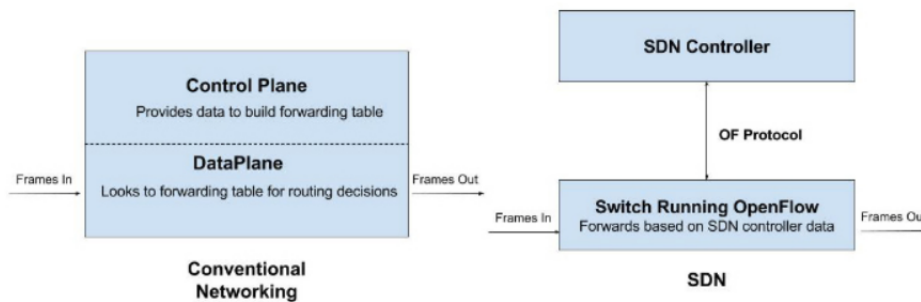 Control Plane
Provides data to build forwarding table
DataPlane
Looks to forwarding table for routing decisions
Frames In
Frames Out
Conventional
Networking
SDN Controller
OF Protocol
Switch Running OpenFlow
Forwards based on SDN controller data
Frames In
Frames Ou
SDN